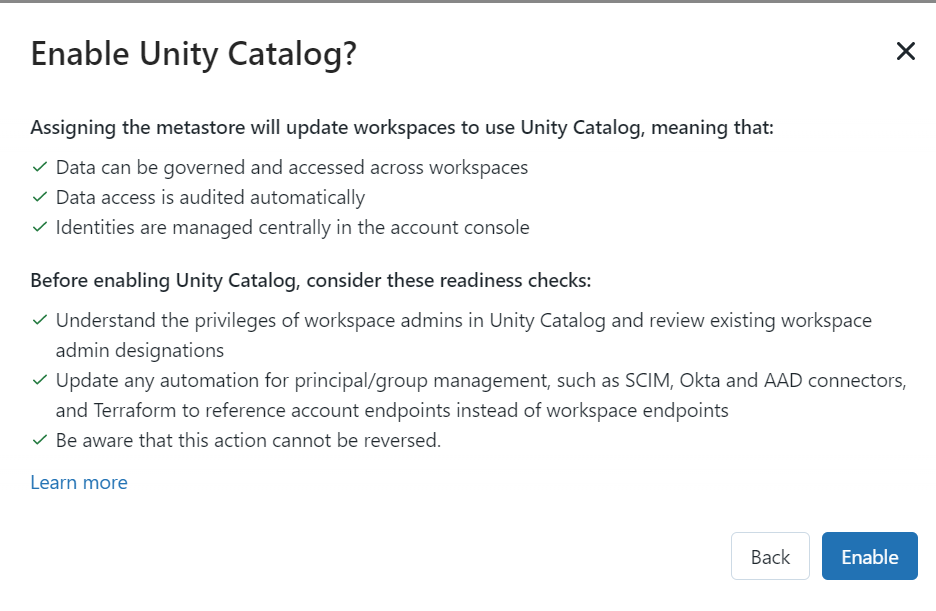 Enable Unity Catalog?
Assigning the metastore will update workspaces to use Unity Catalog, meaning that:
Data can be governed and accessed across workspaces
Data access is audited automatically
Identities are managed centrally in the account console
Before enabling Unity Catalog, consider these readiness checks:
Understand the privileges of workspace admins in Unity Catalog and review existing workspace
admin designations
Update any automation for principal/group management, such as SCIM, Okta and AAD connectors,
and Terraform to reference account endpoints instead of workspace endpoints
Be aware that this action cannot be reversed.
Learn more
Back Enable